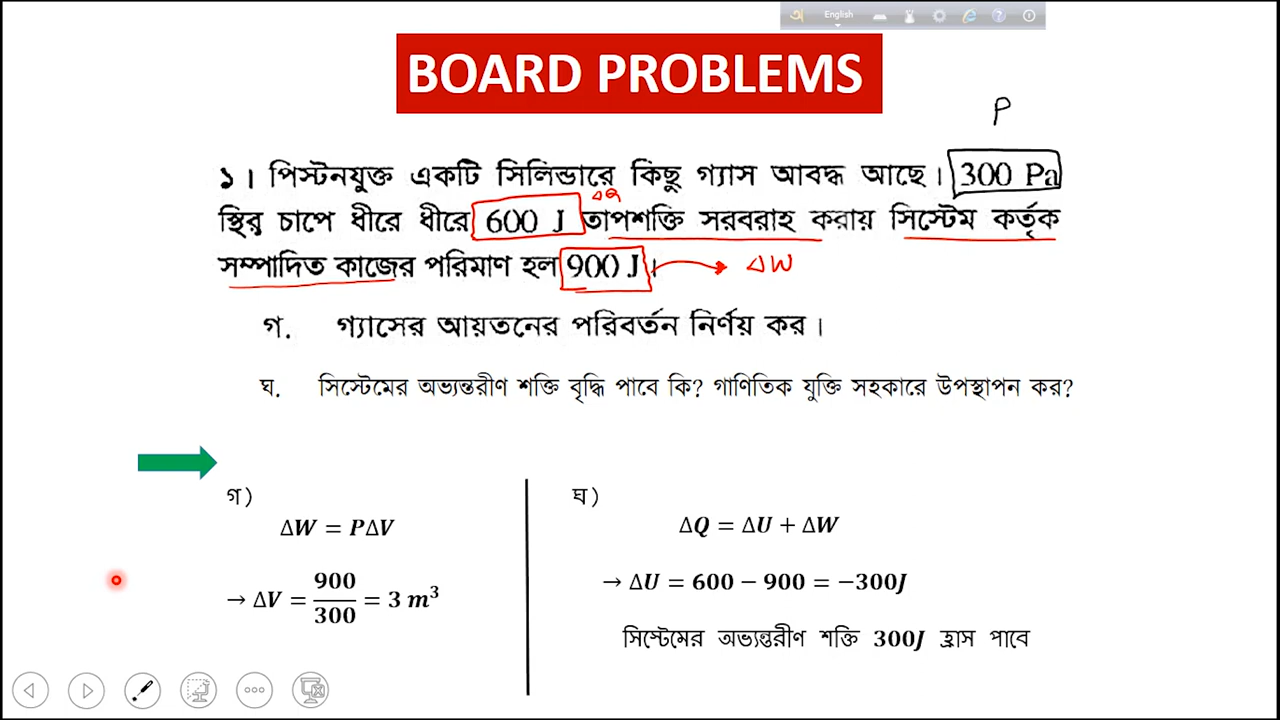 English
BOARD PROBLEMS
P
১। পিস্টনযুক্ত একটি সিলিন্ডারে কিছু গ্যাস আবদ্ধ আছে। 300 Pa
ΔQ
স্থির চাপে ধীরে ধীরে 600 J তাপশক্তি সরবরাহ করায় সিস্টেম কর্তৃক
সম্পাদিত কাজের পরিমাণ হল 900 J। ΔW
গ. গ্যাসের আয়তনের পরিবর্তন নির্ণয় কর।
ঘ. সিস্টেমের অভ্যন্তরীণ শক্তি বৃদ্ধি পাবে কি? গাণিতিক যুক্তি সহকারে উপস্থাপন কর?
গ)
ΔW = PΔV
→ ΔV = 900/300 = 3 m³
ঘ)
ΔQ = ΔU + ΔW
→ ΔU = 600 − 900 = −300J
সিস্টেমের অভ্যন্তরীণ শক্তি 300J হ্রাস পাবে